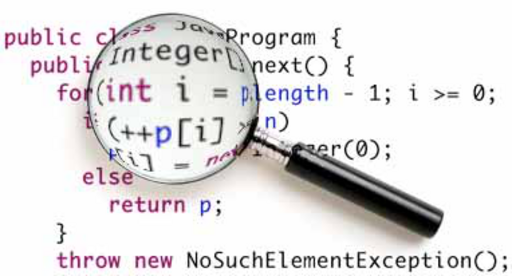 public class JavaProgram {
public Integer[] next() {
for(int i = p.length - 1; i >= 0;
(++p[i] > n)
p[i] = new Integer(0);
else
return p;
}
throw new NoSuchElementException();